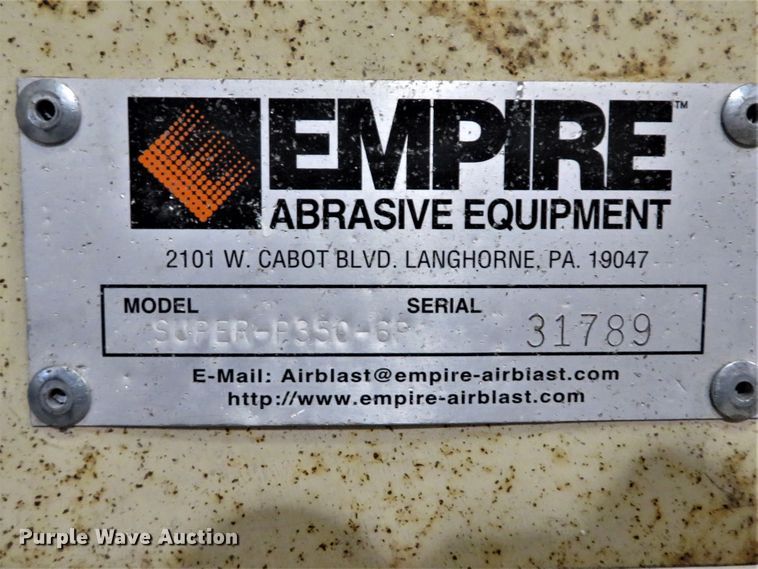 EMPIRE™
ABRASIVE EQUIPMENT
2101 W. CABOT BLVD. LANGHORNE, PA. 19047
MODEL SERIAL
SUPER-P350-GP 31789
E-Mail: Airblast@empire-airblast.com
http://www.empire-airblast.com
Purple Wave Auction